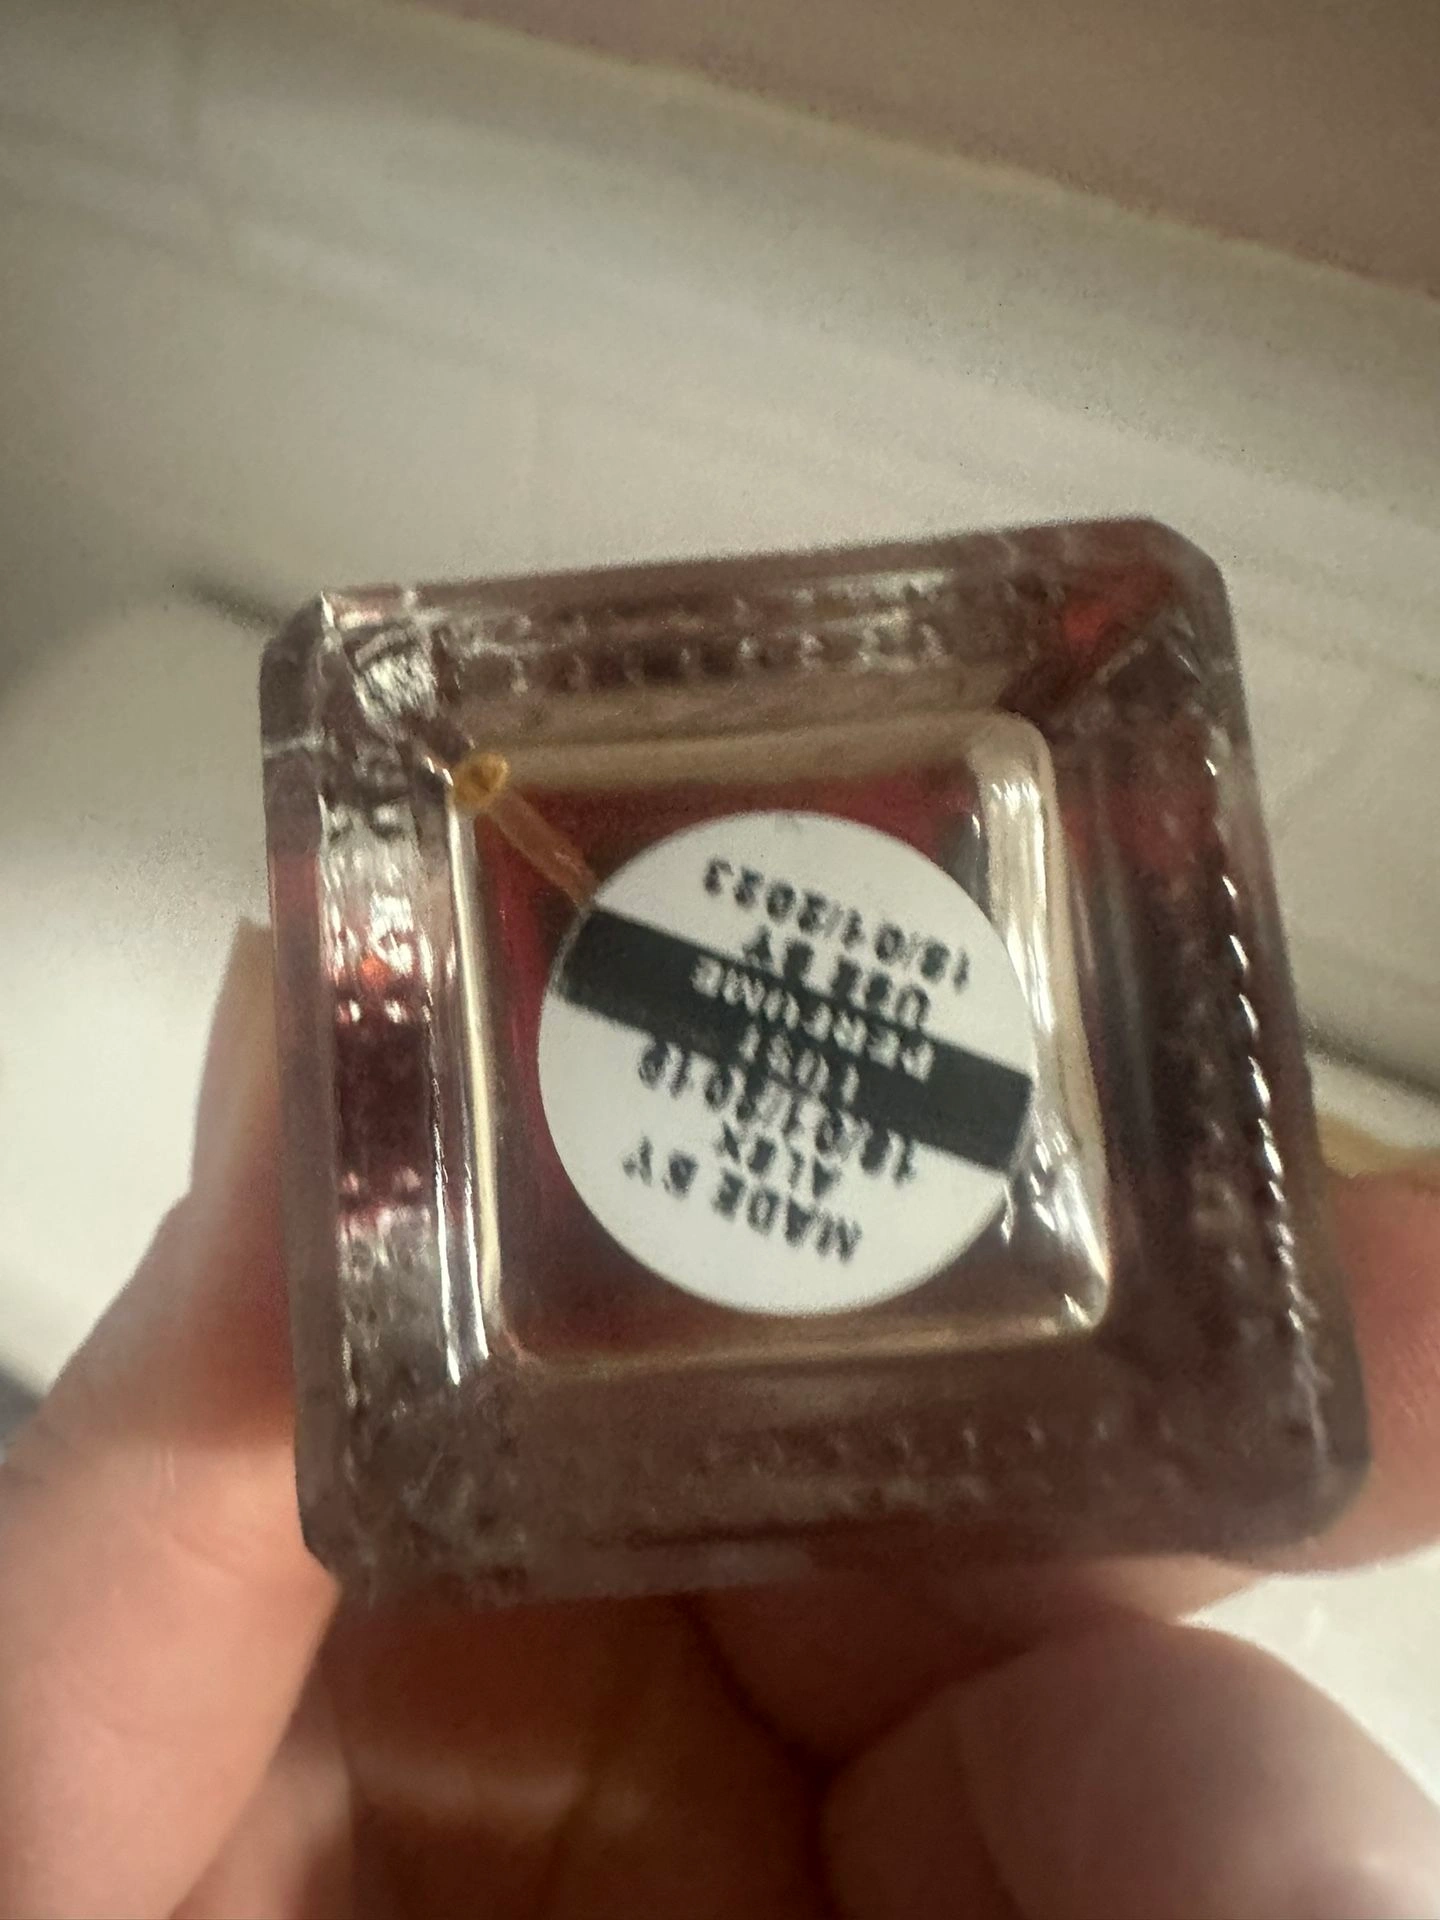 MADE BY
ALEX
18/01/2019
LUST
PERFUME
USE BY
18/01/2023